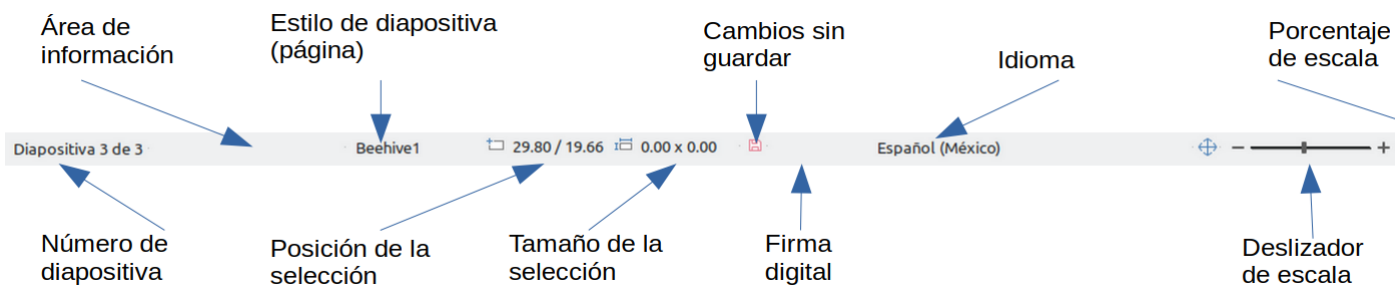 Área de
información
Estilo de diapositiva
(página)
Cambios sin
guardar
Idioma
Porcentaje
de escala
Diapositiva 3 de 3
Beehive1
29.80 / 19.66
0.00 x 0.00
Español (México)
Número de
diapositiva
Posición de la
selección
Tamaño de la
selección
Firma
digital
Deslizador
de escala